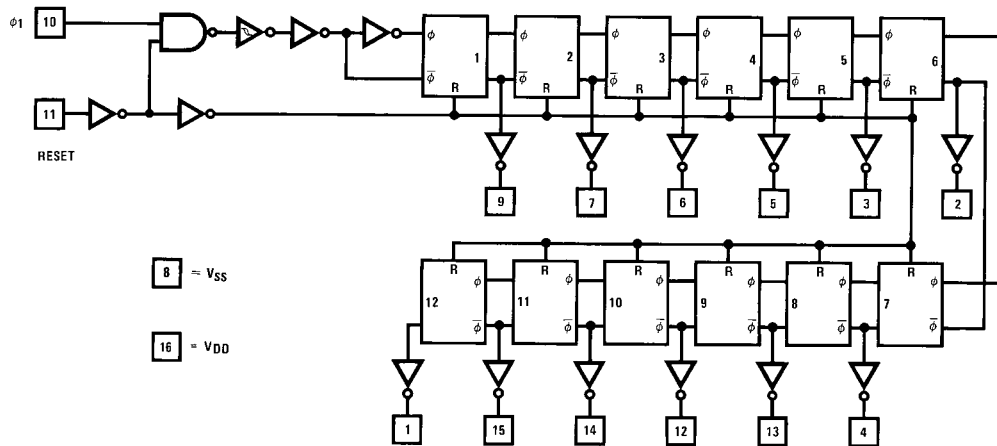 ϕ1 10 ϕ ϕ ϕ ϕ ϕ ϕ
1 2 3 4 5 6
ϕ̅ ϕ̅ ϕ̅ ϕ̅ ϕ̅ ϕ̅
R R R R R R
11
RESET
9 7 6 5 3 2
R R R R R R
8 = VSS
ϕ ϕ ϕ ϕ ϕ ϕ
12 11 10 9 8 7
ϕ̅ ϕ̅ ϕ̅ ϕ̅ ϕ̅ ϕ̅
16 = VDD
1 15 14 12 13 4